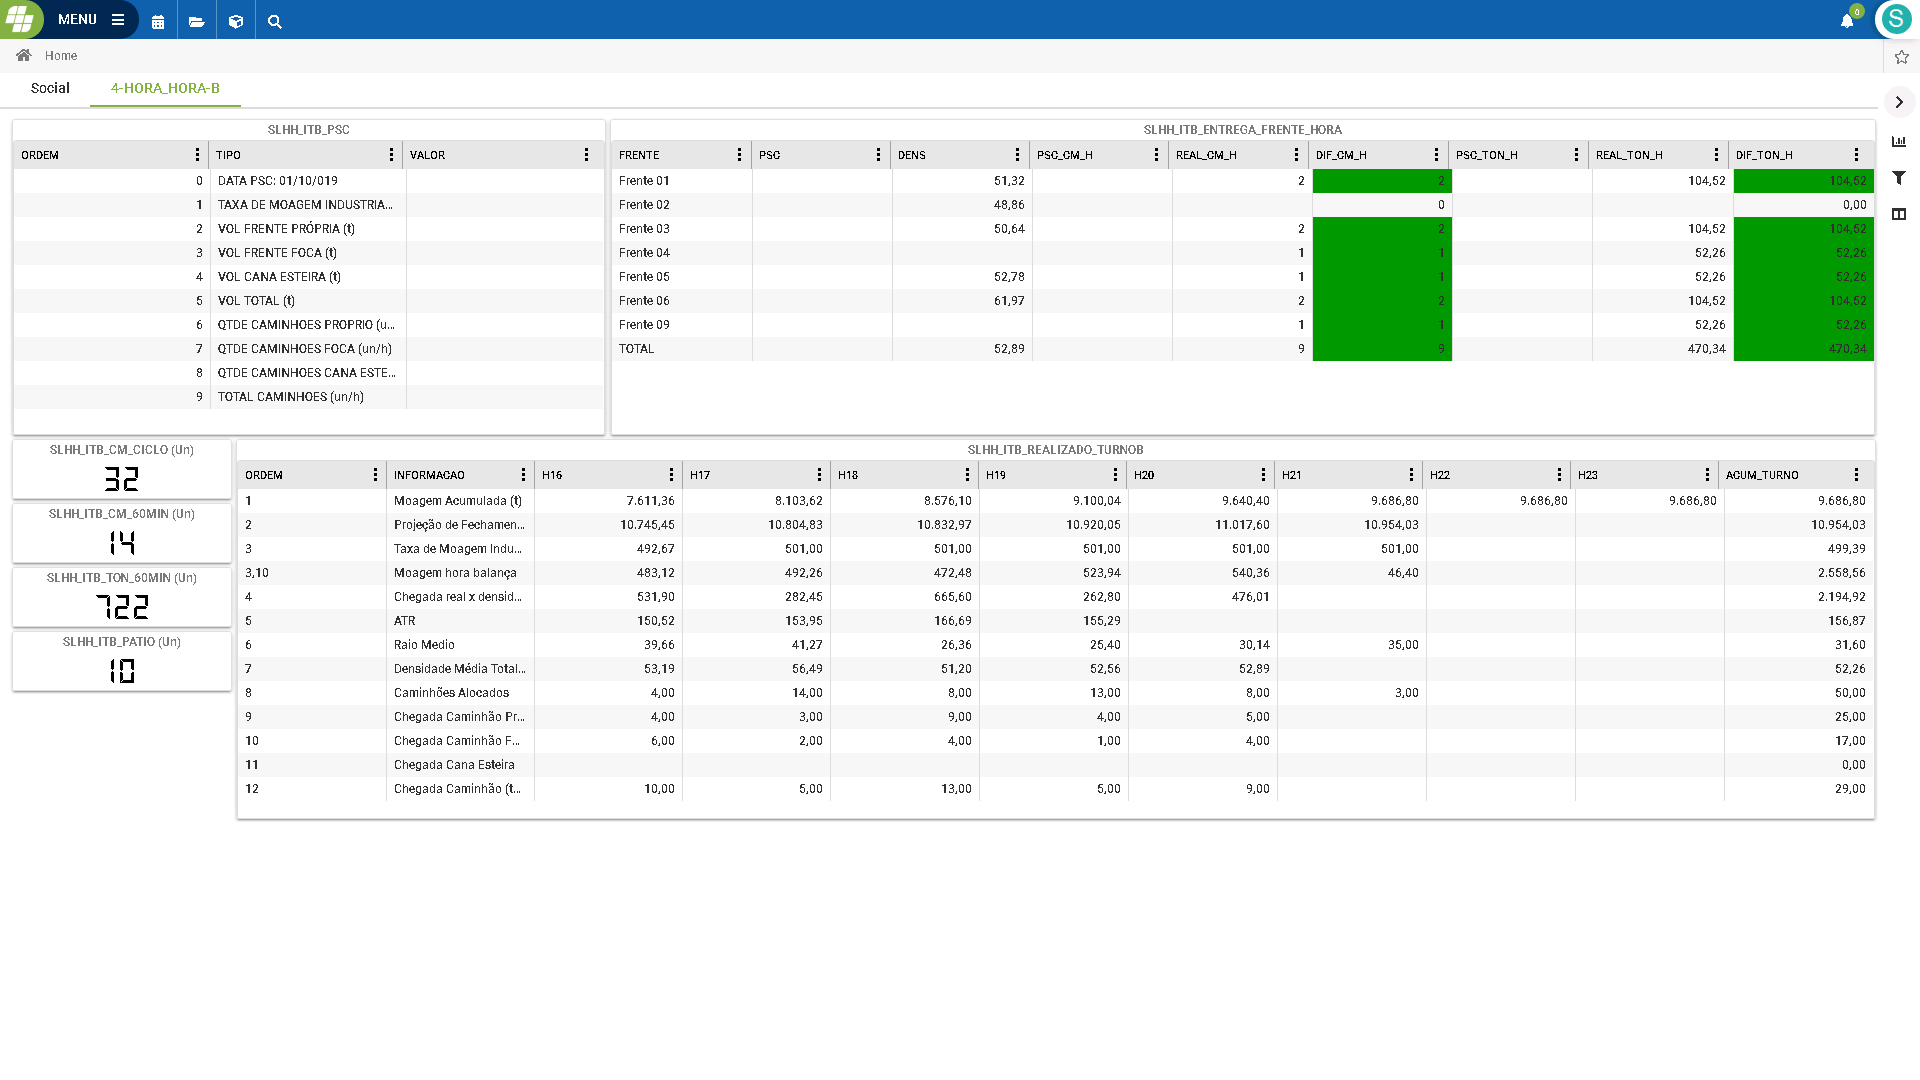 MENU
0
S
Home
Social 4-HORA_HORA-B
SLHH_ITB_PSC
ORDEM TIPO VALOR
0 DATA PSC: 01/10/019
1 TAXA DE MOAGEM INDUSTRIA...
2 VOL FRENTE PRÓPRIA (t)
3 VOL FRENTE FOCA (t)
4 VOL CANA ESTEIRA (t)
5 VOL TOTAL (t)
6 QTDE CAMINHOES PROPRIO (u...
7 QTDE CAMINHOES FOCA (un/h)
8 QTDE CAMINHOES CANA ESTE...
9 TOTAL CAMINHOES (un/h)
SLHH_ITB_ENTREGA_FRENTE_HORA
FRENTE PSC DENS PSC_CM_H REAL_CM_H DIF_CM_H PSC_TON_H REAL_TON_H DIF_TON_H
Frente 01 51,32 2 2 104,52 104,52
Frente 02 48,86 0 0,00
Frente 03 50,64 2 2 104,52 104,52
Frente 04 1 1 52,26 52,26
Frente 05 52,78 1 1 52,26 52,26
Frente 06 61,97 2 2 104,52 104,52
Frente 09 1 1 52,26 52,26
TOTAL 52,89 9 9 470,34 470,34
SLHH_ITB_CM_CICLO (Un)
32
SLHH_ITB_CM_60MIN (Un)
14
SLHH_ITB_TON_60MIN (Un)
722
SLHH_ITB_PATIO (Un)
10
SLHH_ITB_REALIZADO_TURNOB
ORDEM INFORMACAO H16 H17 H18 H19 H20 H21 H22 H23 ACUM_TURNO
1 Moagem Acumulada (t) 7.611,36 8.103,62 8.576,10 9.100,04 9.640,40 9.686,80 9.686,80 9.686,80 9.686,80
2 Projeção de Fechamen... 10.745,45 10.804,83 10.832,97 10.920,05 11.017,60 10.954,03 10.954,03
3 Taxa de Moagem Indu... 492,67 501,00 501,00 501,00 501,00 501,00 499,39
3,10 Moagem hora balança 483,12 492,26 472,48 523,94 540,36 46,40 2.558,56
4 Chegada real x densid... 531,90 282,45 665,60 262,80 476,01 2.194,92
5 ATR 150,52 153,95 166,69 155,29 156,87
6 Raio Medio 39,66 41,27 26,36 25,40 30,14 35,00 31,60
7 Densidade Média Total... 53,19 56,49 51,20 52,56 52,89 52,26
8 Caminhões Alocados 4,00 14,00 8,00 13,00 8,00 3,00 50,00
9 Chegada Caminhão Pr... 4,00 3,00 9,00 4,00 5,00 25,00
10 Chegada Caminhão F... 6,00 2,00 4,00 1,00 4,00 17,00
11 Chegada Cana Esteira 0,00
12 Chegada Caminhão (t... 10,00 5,00 13,00 5,00 9,00 29,00